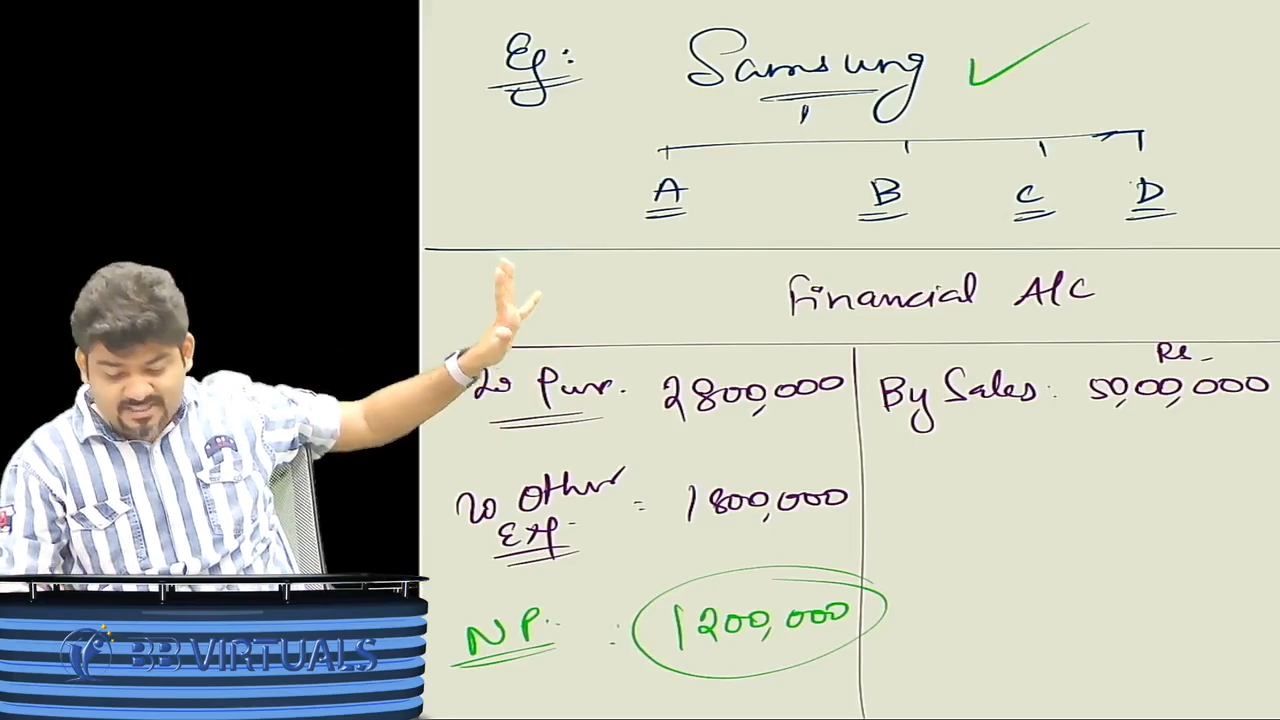 Eg: Samsung
A B C D
Financial A/C
Rs
To Pur. 2800,000 By Sales: 50,00,000
To Other = 1800,000
Exp.
NP. : 1200,000
BB VIRTUALS